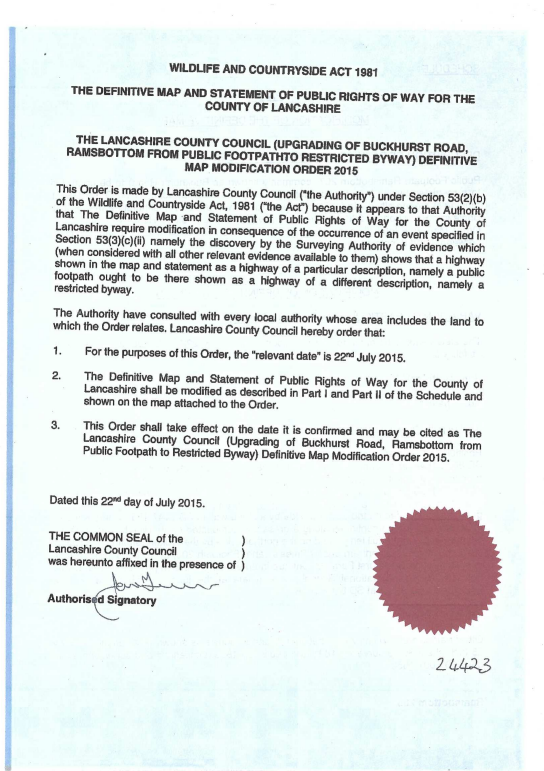 WILDLIFE AND COUNTRYSIDE ACT 1981
THE DEFINITIVE MAP AND STATEMENT OF PUBLIC RIGHTS OF WAY FOR THE
COUNTY OF LANCASHIRE
THE LANCASHIRE COUNTY COUNCIL (UPGRADING OF BUCKHURST ROAD,
RAMSBOTTOM FROM PUBLIC FOOTPATHTO RESTRICTED BYWAY) DEFINITIVE
MAP MODIFICATION ORDER 2015
This Order is made by Lancashire County Council ("the Authority") under Section 53(2)(b)
of the Wildlife and Countryside Act, 1981 ("the Act") because it appears to that Authority
that The Definitive Map and Statement of Public Rights of Way for the County of
Lancashire require modification in consequence of the occurrence of an event specified in
Section 53(3)(c)(ii) namely the discovery by the Surveying Authority of evidence which
(when considered with all other relevant evidence available to them) shows that a highway
shown in the map and statement as a highway of a particular description, namely a public
footpath ought to be there shown as a highway of a different description, namely a
restricted byway.
The Authority have consulted with every local authority whose area includes the land to
which the Order relates. Lancashire County Council hereby order that:
1. For the purposes of this Order, the "relevant date" is 22nd July 2015.
2. The Definitive Map and Statement of Public Rights of Way for the County of
Lancashire shall be modified as described in Part I and Part II of the Schedule and
shown on the map attached to the Order.
3. This Order shall take effect on the date it is confirmed and may be cited as The
Lancashire County Council (Upgrading of Buckhurst Road, Ramsbottom from
Public Footpath to Restricted Byway) Definitive Map Modification Order 2015.
Dated this 22nd day of July 2015.
THE COMMON SEAL of the )
Lancashire County Council )
was hereunto affixed in the presence of )
Authorised Signatory
24423